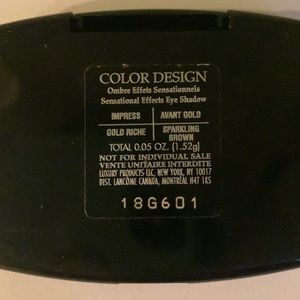 COLOR DESIGN
Ombre Effets Sensationnels
Sensational Effects Eye Shadow
IMPRESS AVANT GOLD
GOLD RICHE SPARKLING BROWN
TOTAL 0.05 OZ. (1.52g)
NOT FOR INDIVIDUAL SALE
VENTE UNITAIRE INTERDITE
LUXURY PRODUCTS LLC, NEW YORK, NY 10017
DIST. LANCÔME CANADA, MONTRÉAL H4T 1K5
18G601